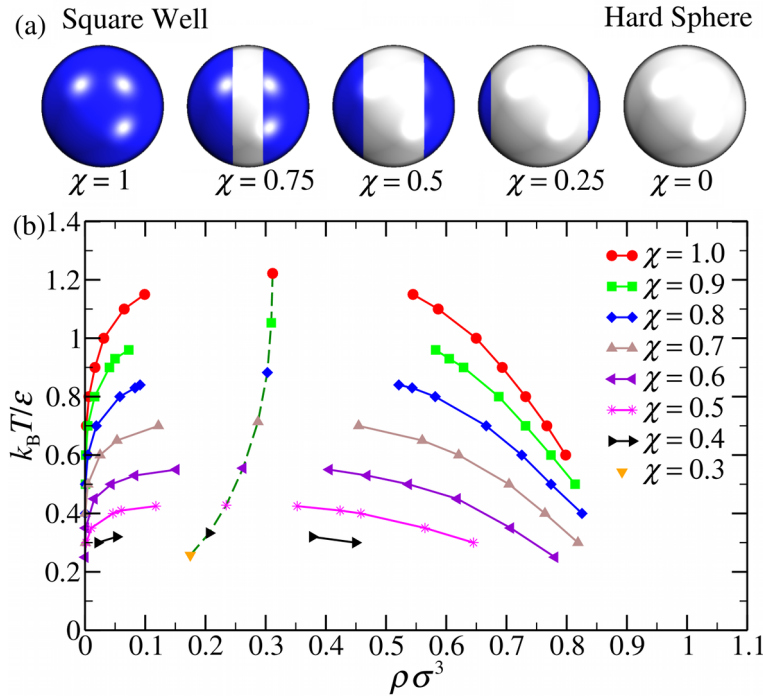 (a) Square Well Hard Sphere
χ = 1 χ = 0.75 χ = 0.5 χ = 0.25 χ = 0
(b)
1.4
1.2
1
0.8
0.6
0.4
0.2
0
k_BT/ε
χ = 1.0
χ = 0.9
χ = 0.8
χ = 0.7
χ = 0.6
χ = 0.5
χ = 0.4
χ = 0.3
0 0.1 0.2 0.3 0.4 0.5 0.6 0.7 0.8 0.9 1 1.1
ρσ³